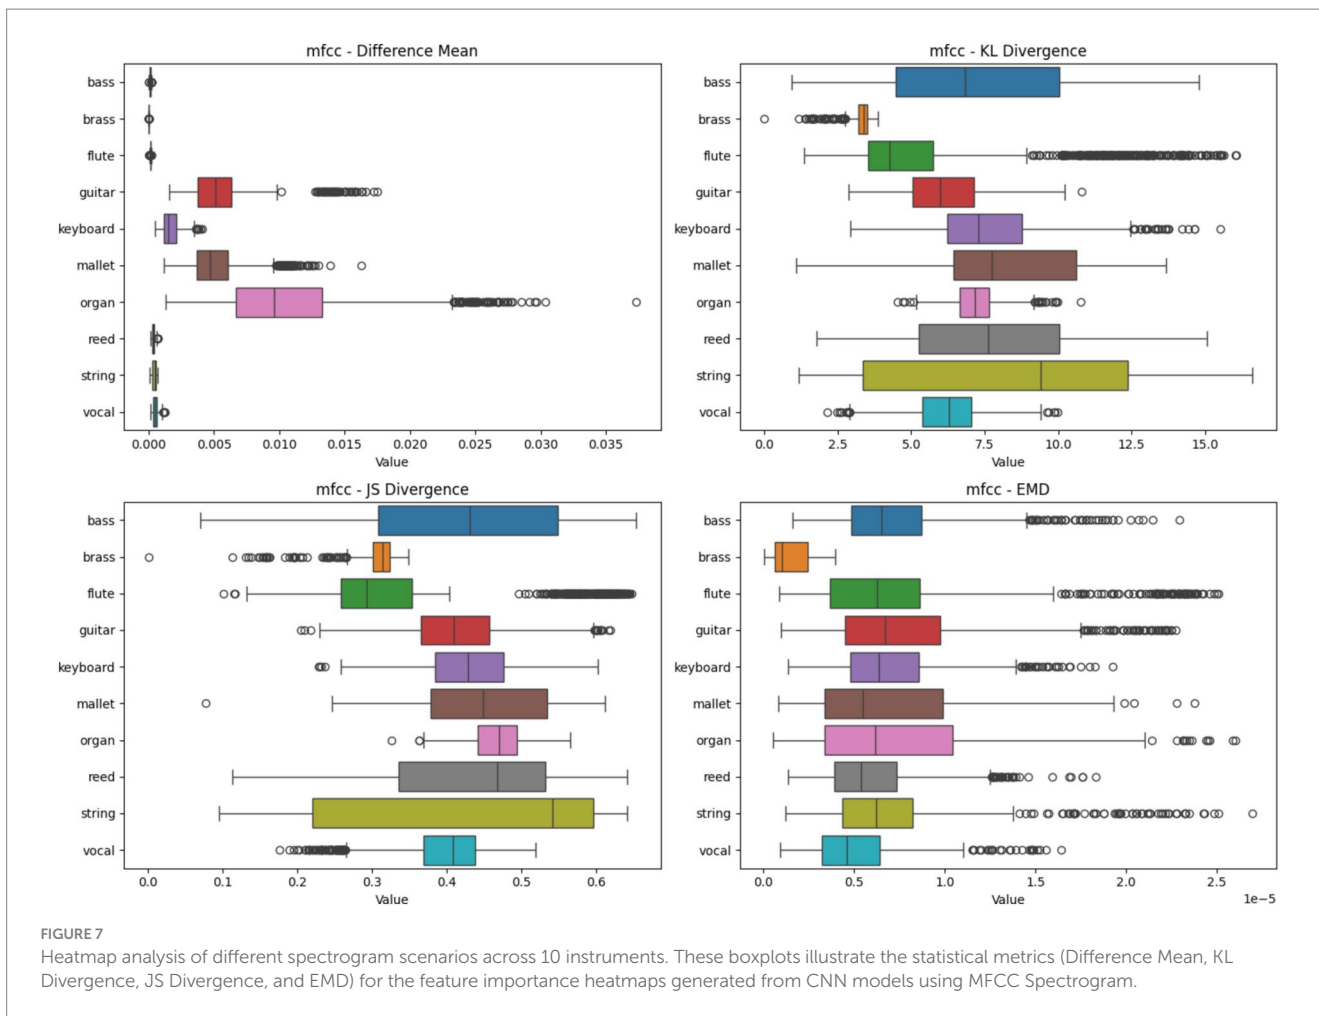 mfcc - Difference Mean
bass
brass
flute
guitar
keyboard
mallet
organ
reed
string
vocal
0.000 0.005 0.010 0.015 0.020 0.025 0.030 0.035
Value
mfcc - KL Divergence
bass
brass
flute
guitar
keyboard
mallet
organ
reed
string
vocal
0.0 2.5 5.0 7.5 10.0 12.5 15.0
Value
mfcc - JS Divergence
bass
brass
flute
guitar
keyboard
mallet
organ
reed
string
vocal
0.0 0.1 0.2 0.3 0.4 0.5 0.6
Value
mfcc - EMD
bass
brass
flute
guitar
keyboard
mallet
organ
reed
string
vocal
0.0 0.5 1.0 1.5 2.0 2.5
1e−5
Value
FIGURE 7
Heatmap analysis of different spectrogram scenarios across 10 instruments. These boxplots illustrate the statistical metrics (Difference Mean, KL
Divergence, JS Divergence, and EMD) for the feature importance heatmaps generated from CNN models using MFCC Spectrogram.